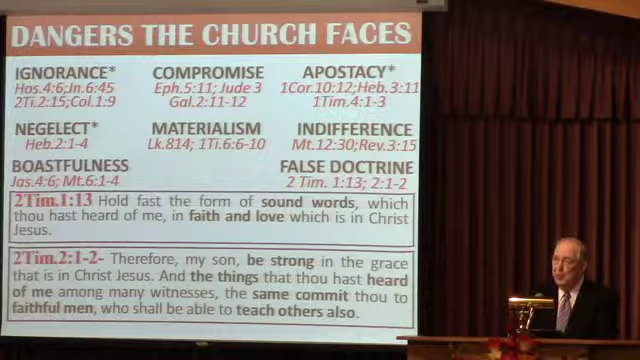 DANGERS THE CHURCH FACES
IGNORANCE* COMPROMISE APOSTACY*
Hos.4:6;Jn.6:45 Eph.5:11; Jude 3 1Cor.10:12;Heb.3:11
2Ti.2:15;Col.1:9 Gal.2:11-12 1Tim.4:1-3
NEGELECT* MATERIALISM INDIFFERENCE
Heb.2:1-4 Lk.814; 1Ti.6:6-10 Mt.12:30;Rev.3:15
BOASTFULNESS FALSE DOCTRINE
Jas.4:6; Mt.6:1-4 2 Tim. 1:13; 2:1-2
2Tim.1:13 Hold fast the form of sound words, which
thou hast heard of me, in faith and love which is in Christ
Jesus.
2Tim.2:1-2- Therefore, my son, be strong in the grace
that is in Christ Jesus. And the things that thou hast heard
of me among many witnesses, the same commit thou to
faithful men, who shall be able to teach others also.